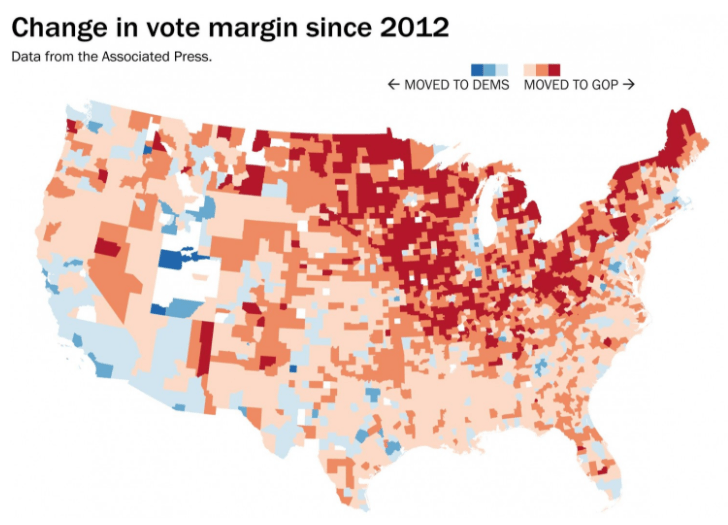 Change in vote margin since 2012
Data from the Associated Press.
← MOVED TO DEMS MOVED TO GOP →